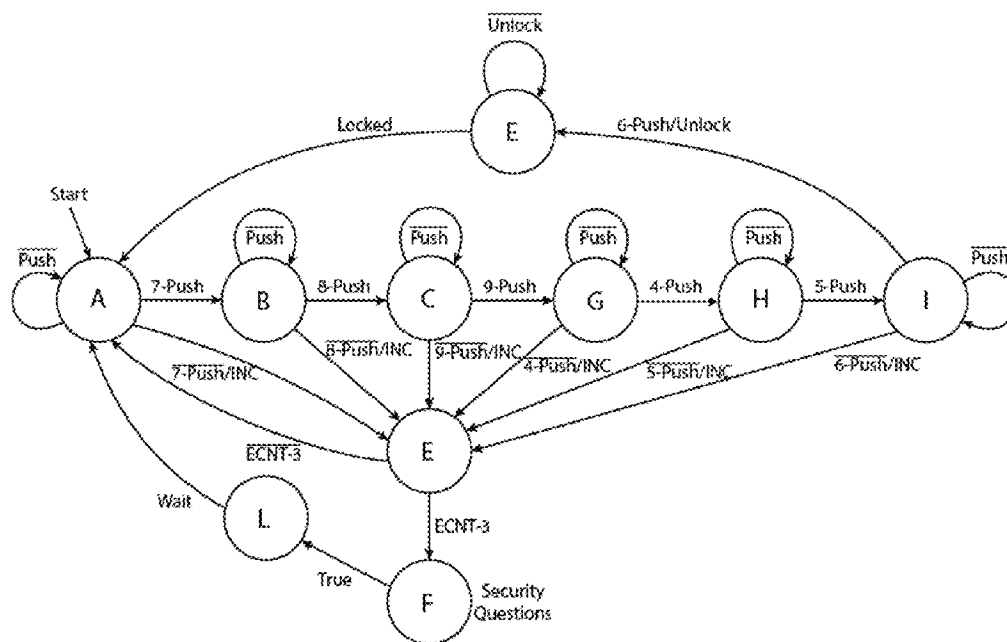 Unlock
E
Locked
6-Push/Unlock
Start
Push
Push
Push
Push
Push
Push
A
7-Push
B
8-Push
C
9-Push
G
4-Push
H
5-Push
I
7-Push/INC
8-Push/INC
9-Push/INC
4-Push/INC
5-Push/INC
6-Push/INC
E
ECNT-3
Wait
L
ECNT-3
True
F
Security
Questions